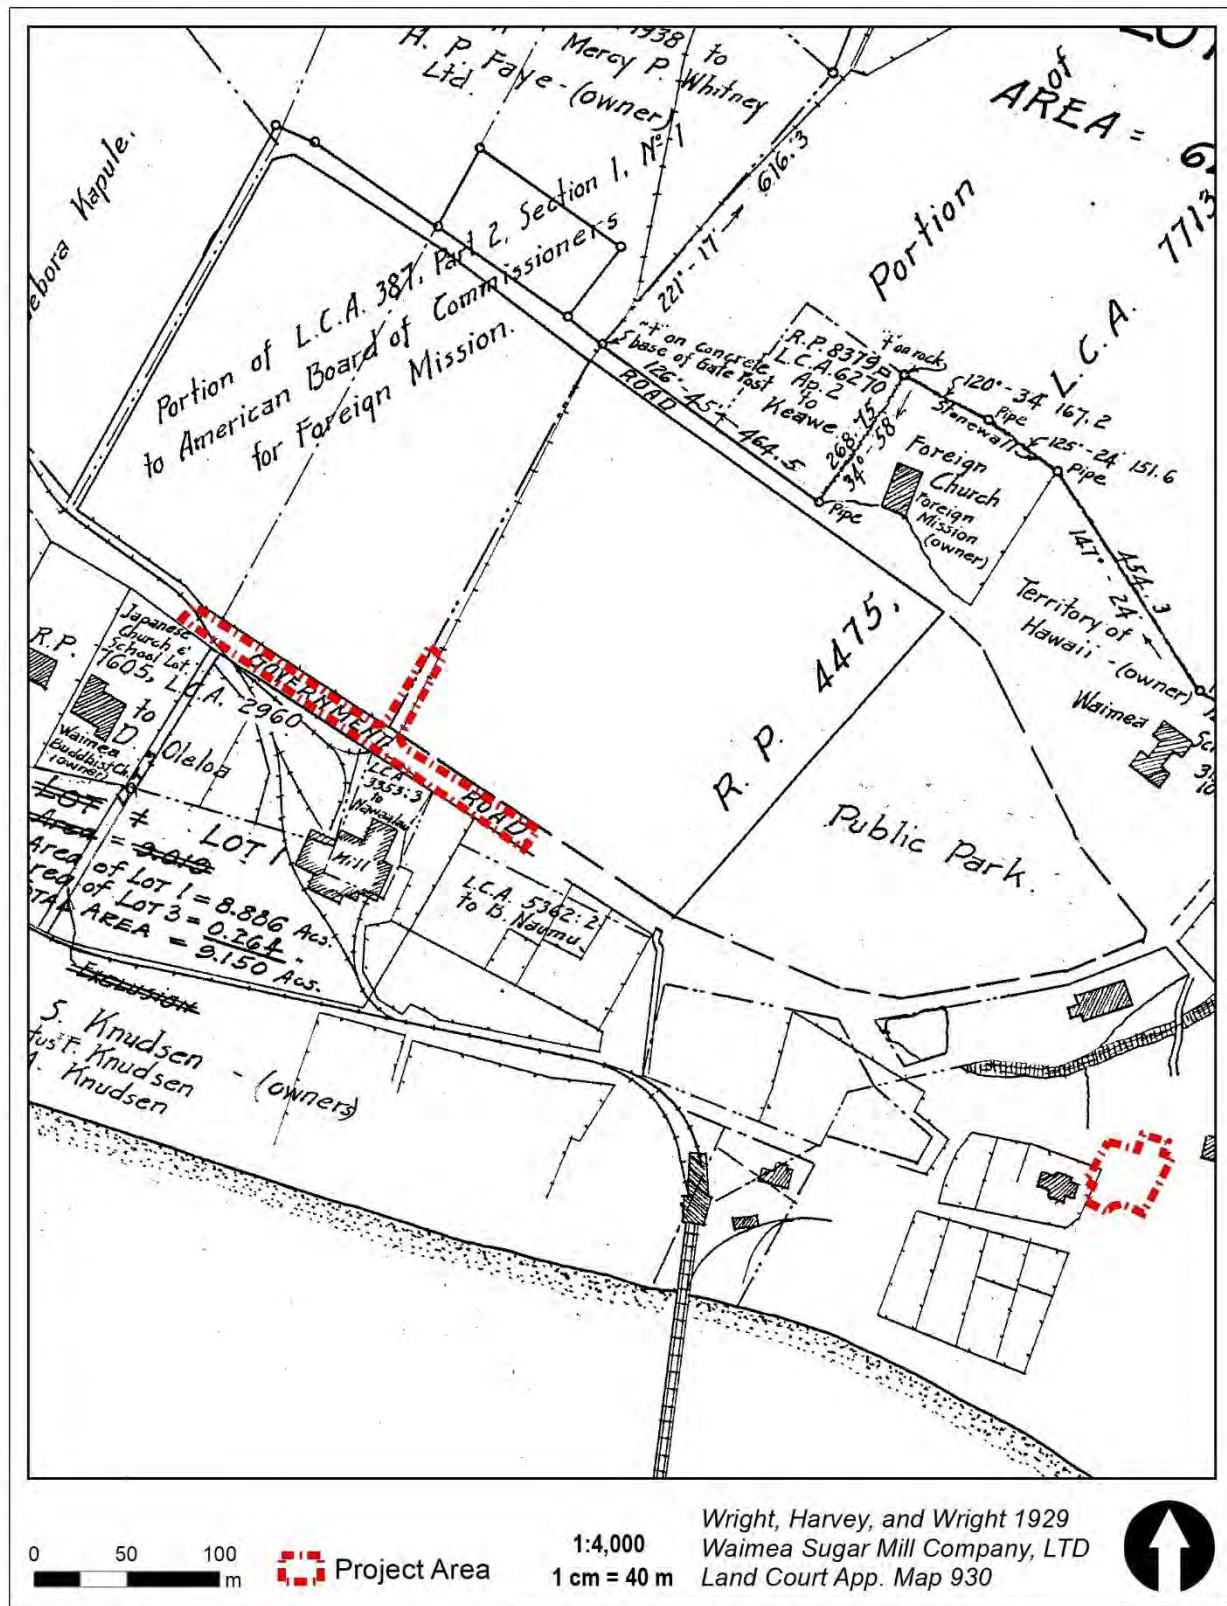 1938 to
Mercy P. Whitney
H. P. Faye-(owner)
Ltd.
of
AREA =
Kapule.
Portion of L.C.A. 387, Part 2, Section 1, Nº 1
to American Board of Commissioners
for Foreign Mission.
221°-17' 616.3
Portion
L.C.A.
7713
"+" on concrete
base of Gate Post
126°-45' 464.5
ROAD
R.P. 8379
L.C.A. 6270
Ap. 2
to
Keawe
"+" on rock
268.75
34°-58'
Pipe
120°-34' 167.2
Stonewall
Pipe
125°-24' 151.6
Pipe
Foreign
Church
Foreign
Mission
(owner)
147°-24' 454.3
Territory of
Hawaii-(owner)
Waimea
R. P. 4475,
Public Park.
R.P.
Japanese
Church &
School Lot
7605, L.C.A. 2960
to
D.
Oleloa
Waimea
Buddhist Ch.
(owner)
GOVERNMENT ROAD
L.C.A.
3353:3
to
Mill
LOT 1
LOT
Area = 9.019
Area of LOT 1 = 8.886 Acs.
Area of LOT 3 = 0.264 "
TOTAL AREA = 9.150 Acs.
EXCLUSION
L.C.A. 5362:2
to B. Naumu
S. Knudsen
F. Knudsen - (owners)
Knudsen
0 50 100
m
Project Area
1:4,000
1 cm = 40 m
Wright, Harvey, and Wright 1929
Waimea Sugar Mill Company, LTD
Land Court App. Map 930